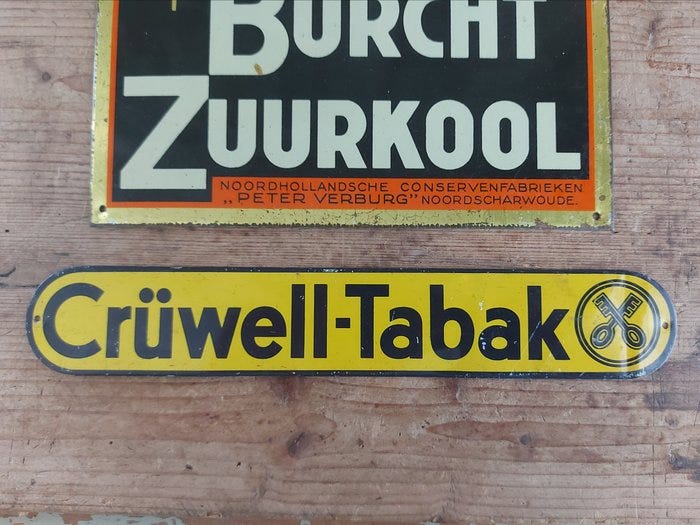 BURCHT
ZUURKOOL
NOORDHOLLANDSCHE CONSERVENFABRIEKEN
„PETER VERBURG” NOORDSCHARWOUDE.
Crüwell-Tabak